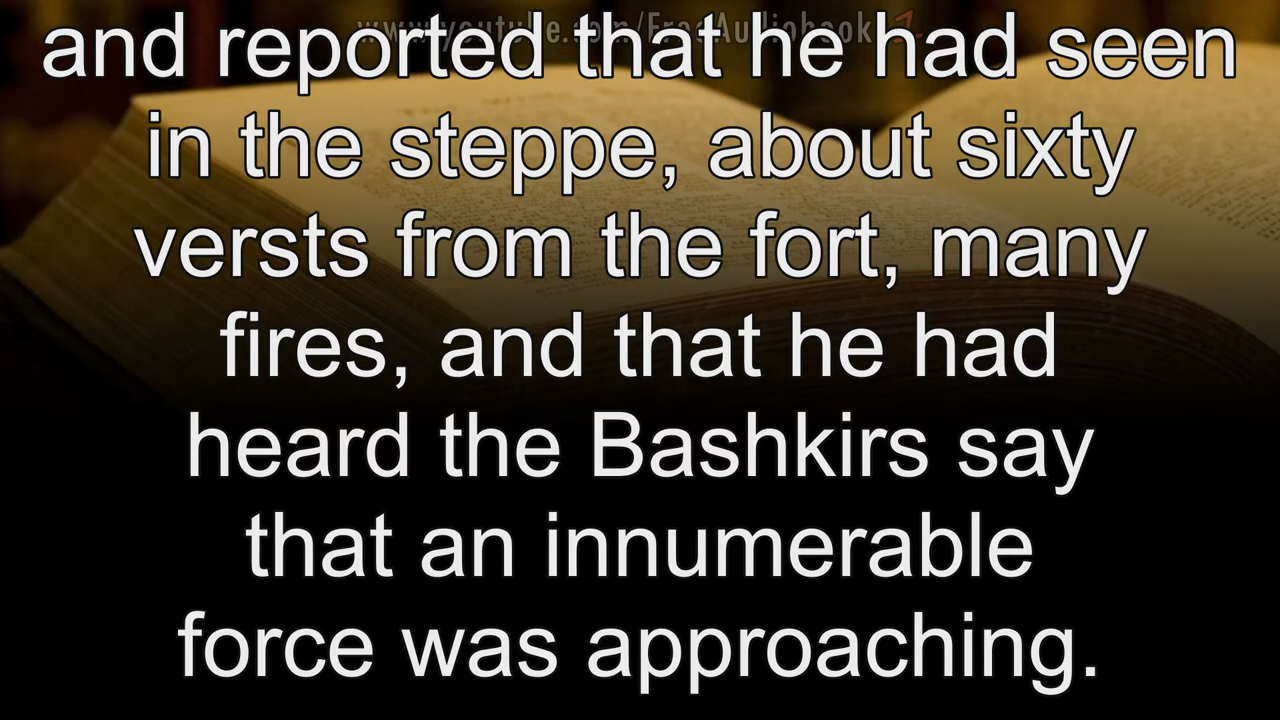 www.youtube.com/FreeAudiobook
and reported that he had seen
in the steppe, about sixty
versts from the fort, many
fires, and that he had
heard the Bashkirs say
that an innumerable
force was approaching.